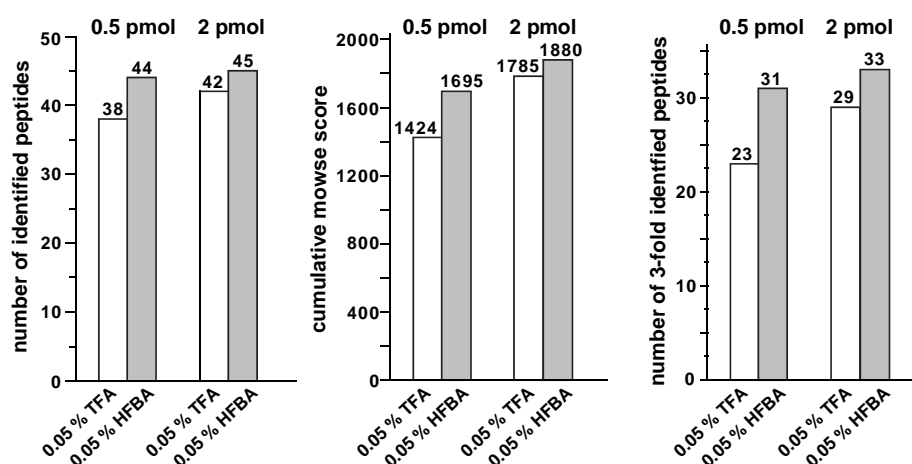 0.5 pmol 2 pmol
number of identified peptides
50
40
30
20
10
0
38
44
42
45
0.05 % TFA
0.05 % HFBA
0.05 % TFA
0.05 % HFBA
0.5 pmol 2 pmol
cumulative mowse score
2000
1600
1200
800
400
0
1424
1695
1785
1880
0.05 % TFA
0.05 % HFBA
0.05 % TFA
0.05 % HFBA
0.5 pmol 2 pmol
number of 3-fold identfied peptides
30
20
10
0
23
31
29
33
0.05 % TFA
0.05 % HFBA
0.05 % TFA
0.05 % HFBA